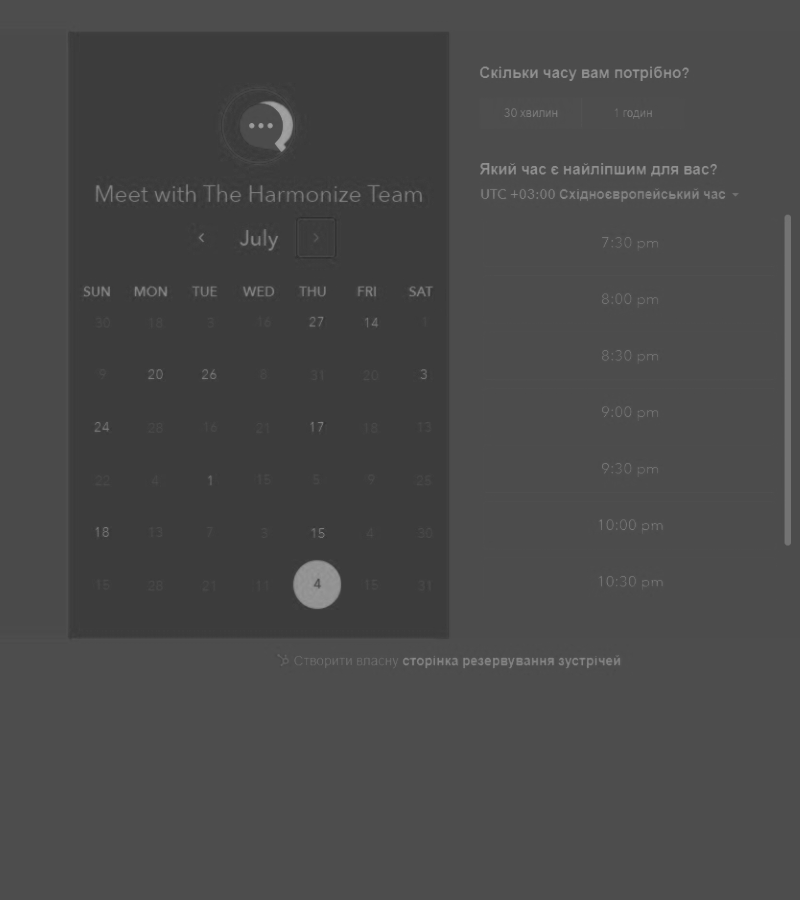 Meet with The Harmonize Team
July
SUN MON TUE WED THU FRI SAT
30 18 3 16 27 14 1
9 20 26 8 31 20 3
24 28 16 21 17 18 13
22 4 1 15 5 9 25
18 13 7 3 15 4 30
15 28 21 11 4 15 31
Скільки часу вам потрібно?
30 хвилин 1 годин
Який час є найліпшим для вас?
UTC +03:00 Східноєвропейський час
7:30 pm
8:00 pm
8:30 pm
9:00 pm
9:30 pm
10:00 pm
10:30 pm
Створити власну сторінка резервування зустрічей